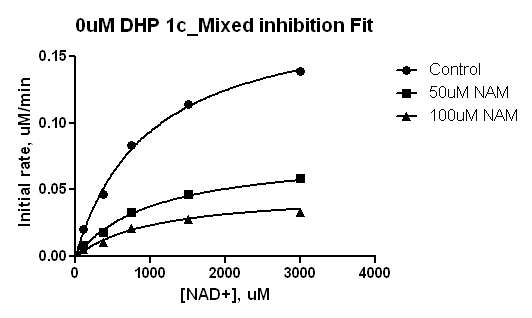 0uM DHP 1c_Mixed inhibition Fit
Control
50uM NAM
100uM NAM
Initial rate, uM/min
0.15
0.10
0.05
0.00
0
1000
2000
3000
4000
[NAD+], uM